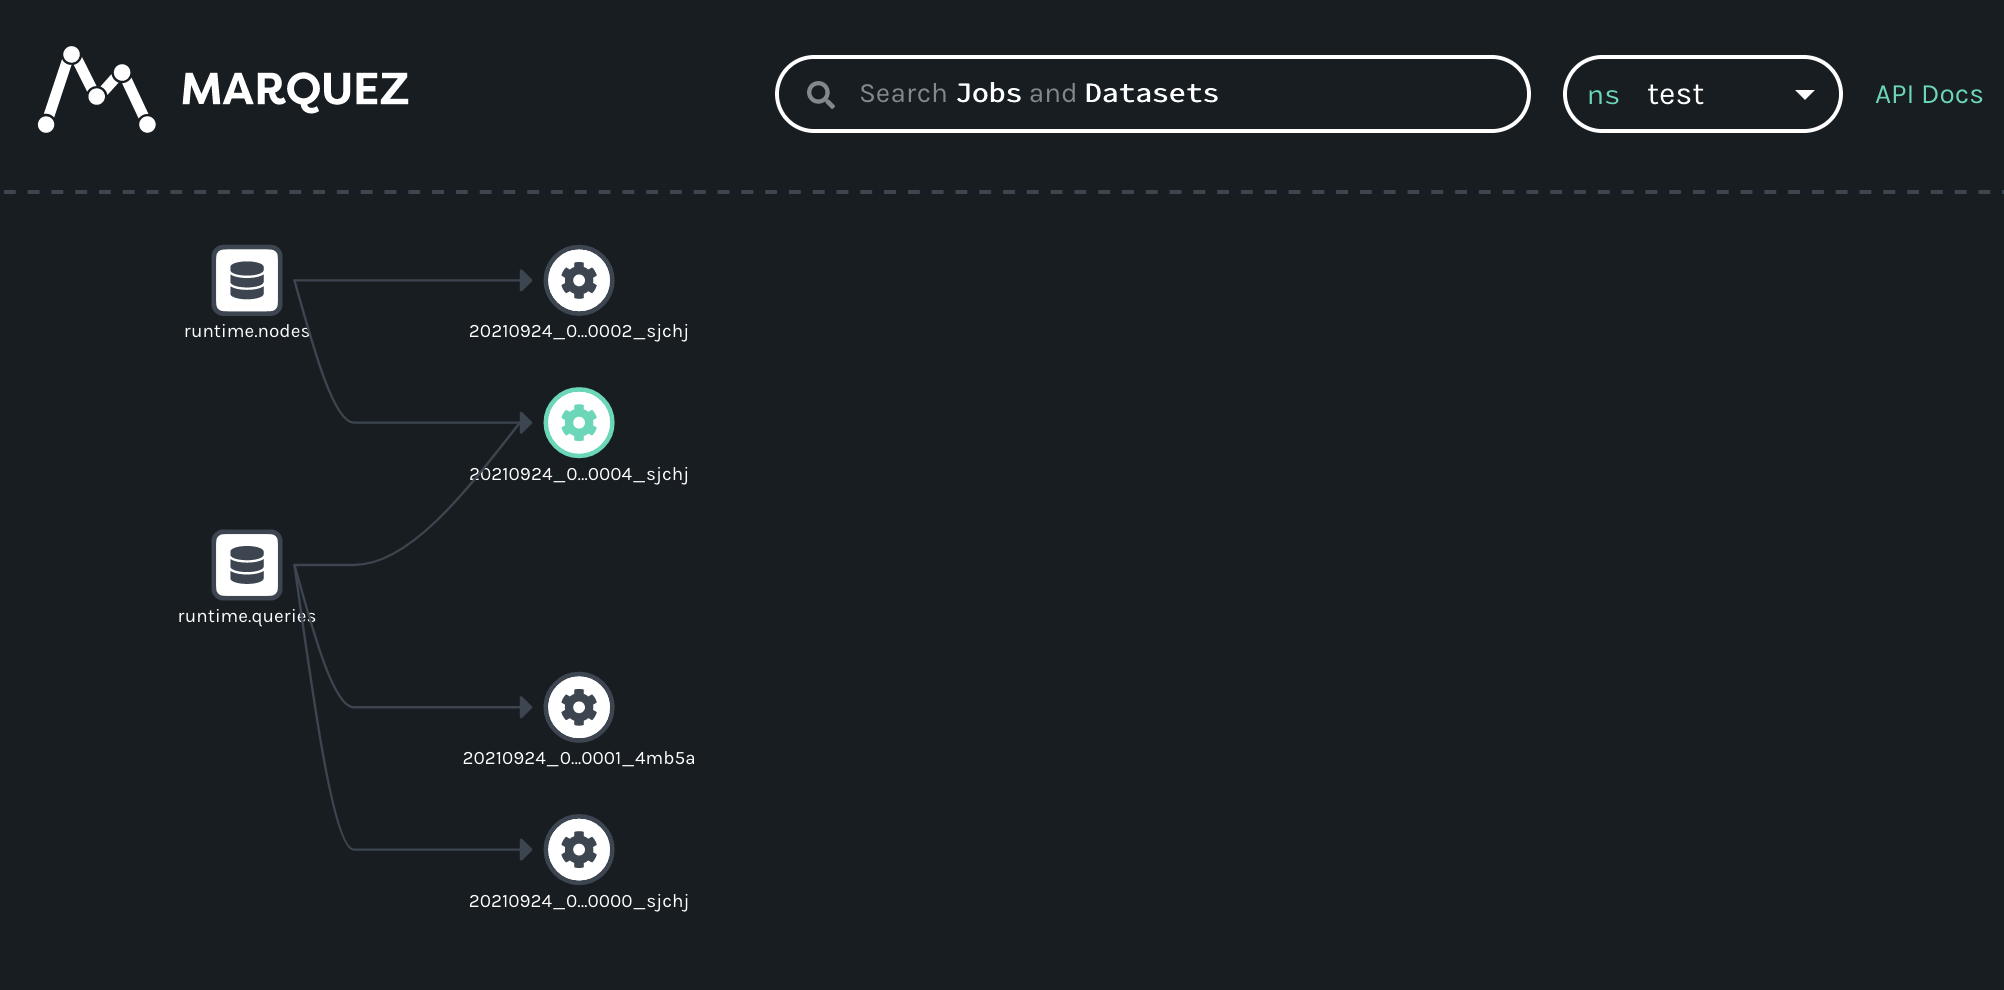 MARQUEZ
Search Jobs and Datasets
ns test
API Docs
runtime.nodes
20210924_0...0002_sjchj
20210924_0...0004_sjchj
runtime.queries
20210924_0...0001_4mb5a
20210924_0...0000_sjchj